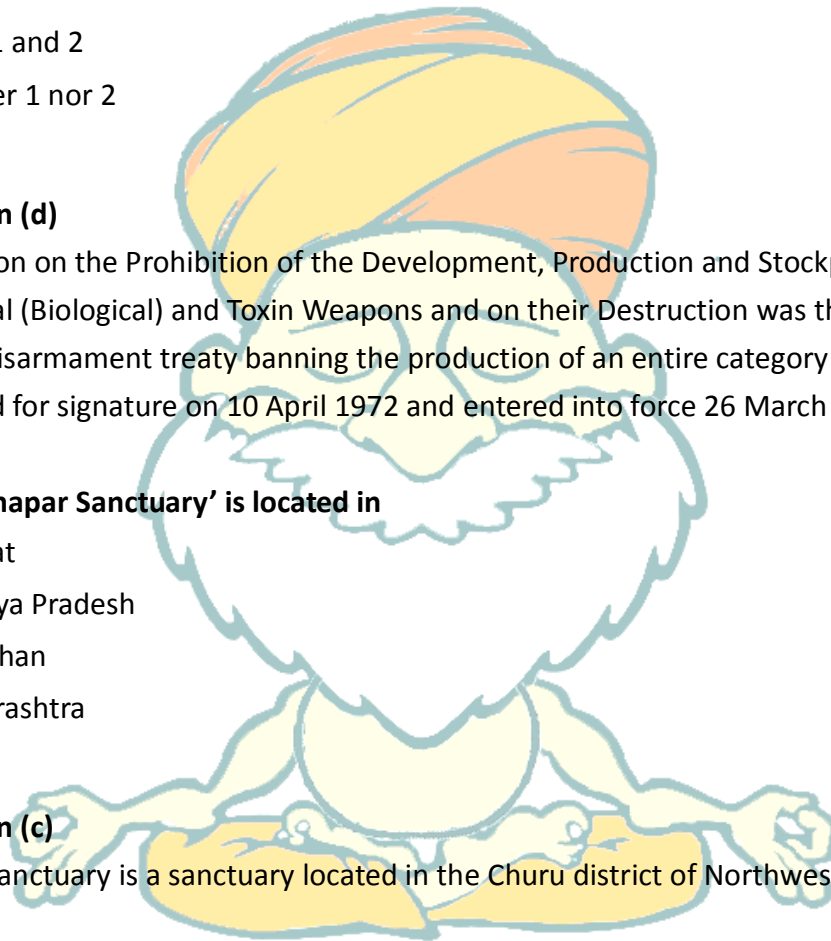 and 2
er 1 nor 2
n (d)
on on the Prohibition of the Development, Production and Stockp
al (Biological) and Toxin Weapons and on their Destruction was th
isarmament treaty banning the production of an entire category
d for signature on 10 April 1972 and entered into force 26 March
hapar Sanctuary’ is located in
at
ya Pradesh
han
rashtra
n (c)
anctuary is a sanctuary located in the Churu district of Northwes